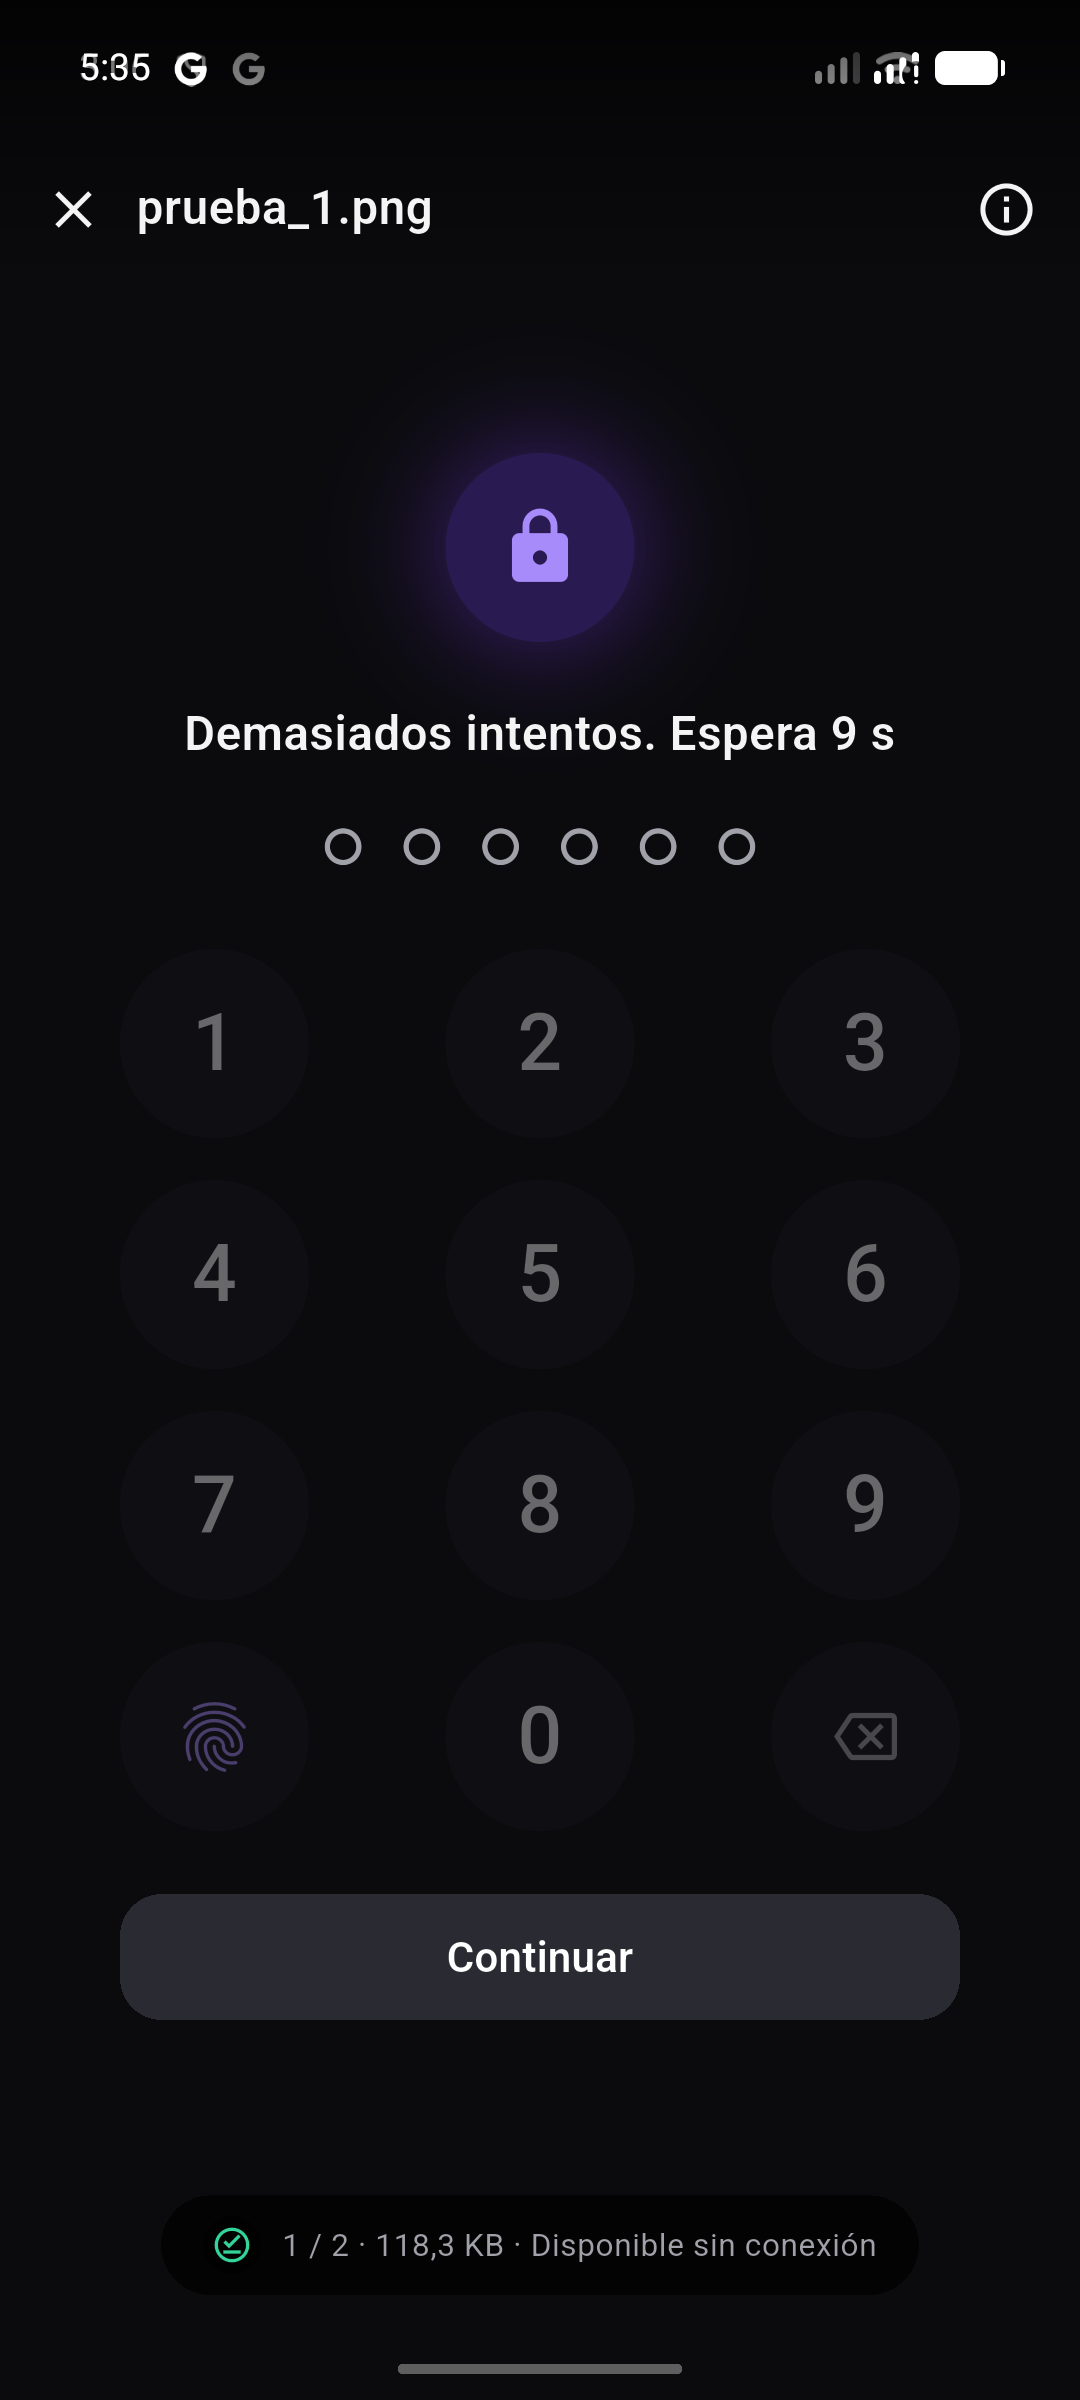 5:35
prueba_1.png
Demasiados intentos. Espera 9 s
1 2 3
4 5 6
7 8 9
0
Continuar
1 / 2 · 118,3 KB · Disponible sin conexión